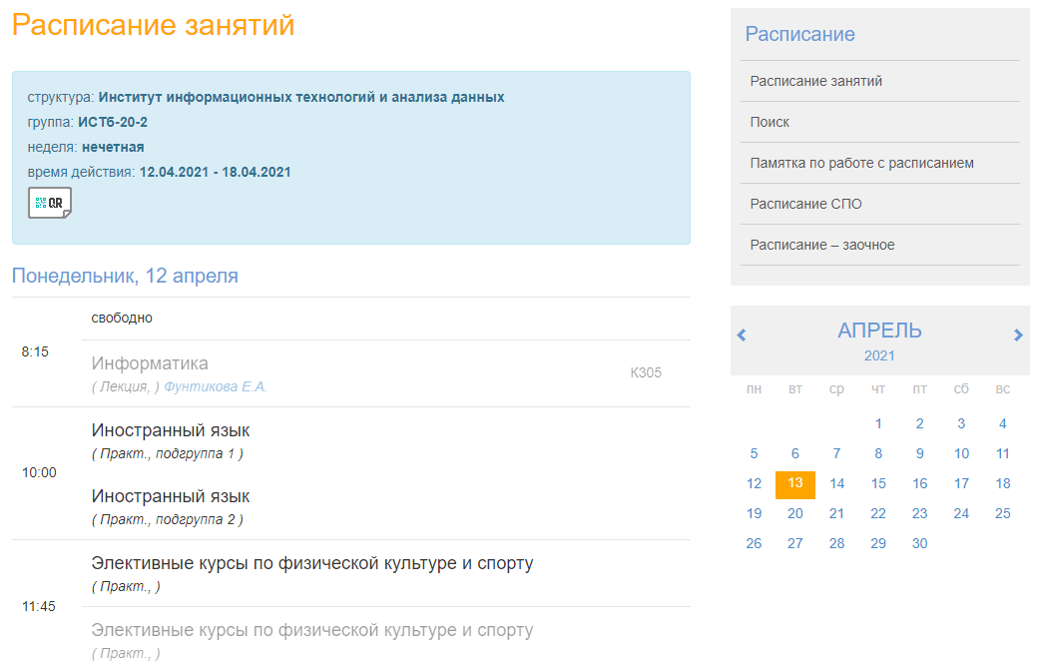 Расписание занятий
структура: Институт информационных технологий и анализа данных
группа: ИСТб-20-2
неделя: нечетная
время действия: 12.04.2021 - 18.04.2021
QR
Понедельник, 12 апреля
8:15
свободно
Информатика
( Лекция, ) Фунтикова Е.А.
К305
10:00
Иностранный язык
( Практ., подгруппа 1 )
Иностранный язык
( Практ., подгруппа 2 )
11:45
Элективные курсы по физической культуре и спорту
( Практ., )
Элективные курсы по физической культуре и спорту
( Практ., )
Расписание
Расписание занятий
Поиск
Памятка по работе с расписанием
Расписание СПО
Расписание – заочное
АПРЕЛЬ
2021
пн вт ср чт пт сб вс
1 2 3 4
5 6 7 8 9 10 11
12 13 14 15 16 17 18
19 20 21 22 23 24 25
26 27 28 29 30